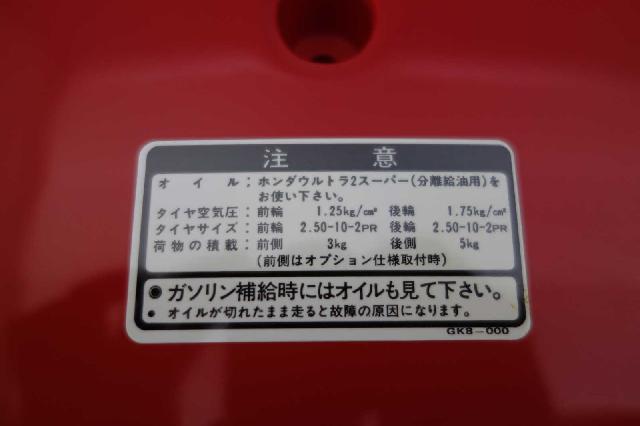 注 意
オイル:ホンダウルトラ2スーパー(分離給油用)を
お使い下さい。
タイヤ空気圧:前輪 1.25kg/cm² 後輪 1.75kg/cm²
タイヤサイズ:前輪 2.50-10-2PR 後輪 2.50-10-2PR
荷物の積載:前側 3kg 後側 5kg
(前側はオプション仕様取付時)
◉ガソリン補給時にはオイルも見て下さい。
●オイルが切れたまま走ると故障の原因になります。
GK8-000